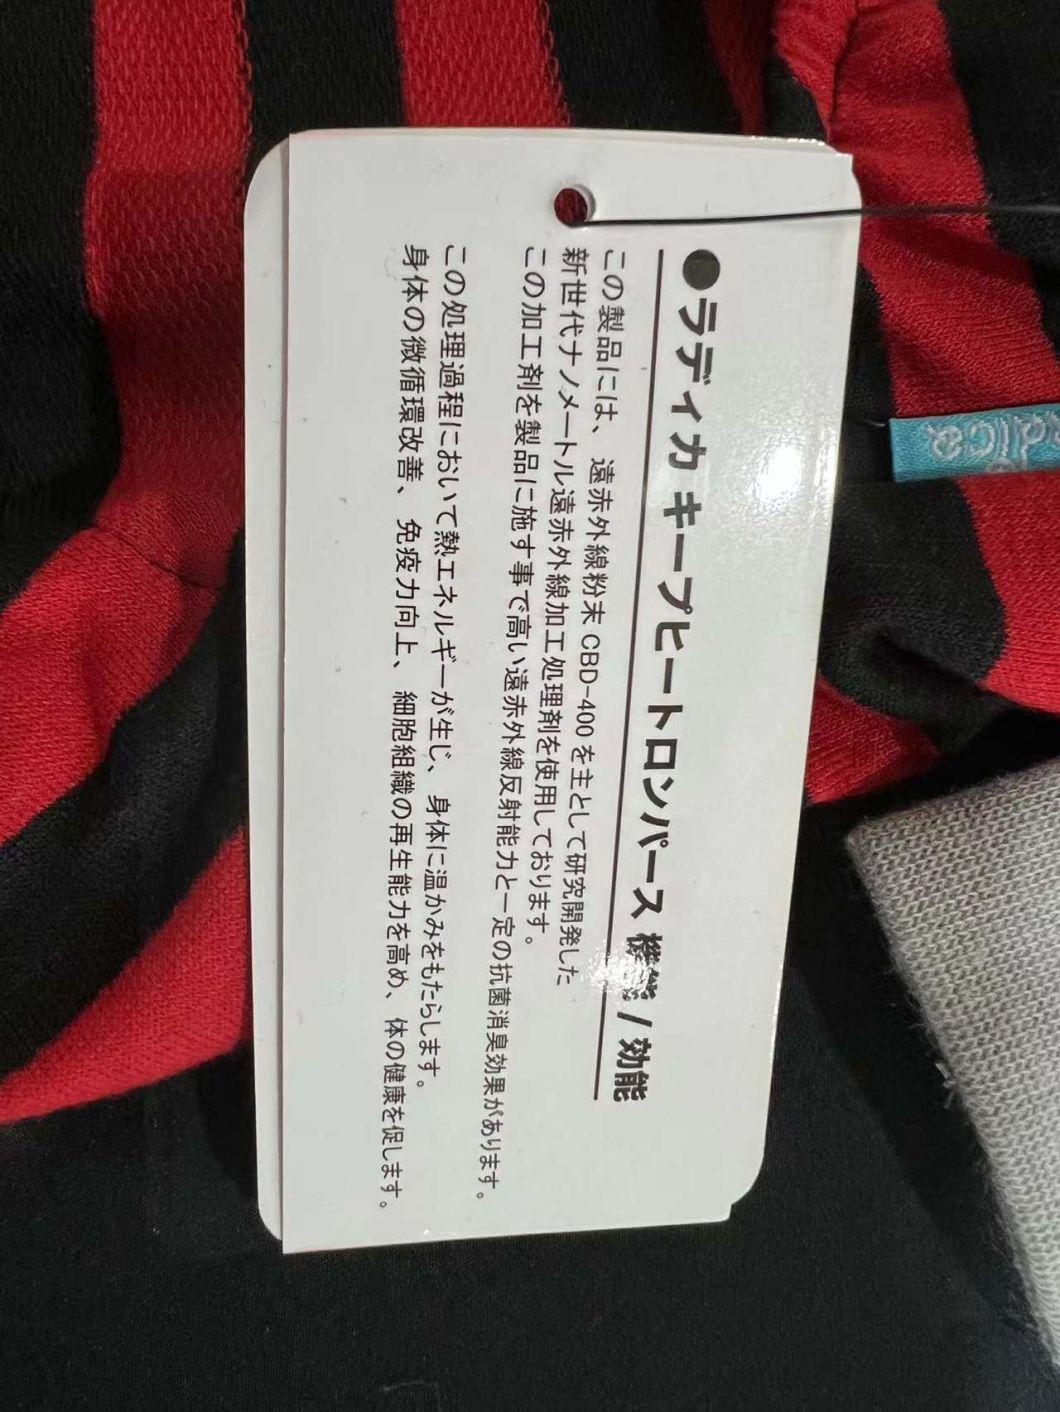 ●ラディカ キープヒートロンパース 機能 / 効能
この製品には、遠赤外線粉末 CBD-400 を主として研究開発した
新世代ナノメートル遠赤外線加工処理剤を使用しております。
この加工剤を製品に施す事で高い遠赤外線反射能力と一定の抗菌消臭効果があります。
この処理過程において熱エネルギーが生じ、身体に温かみをもたらします。
身体の微循環改善、免疫力向上、細胞組織の再生能力を高め、体の健康を促します。